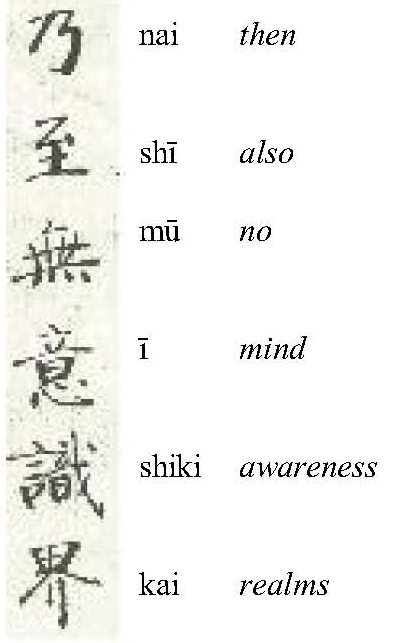 乃 nai then
至 shī also
無 mū no
意 ī mind
識 shiki awareness
界 kai realms